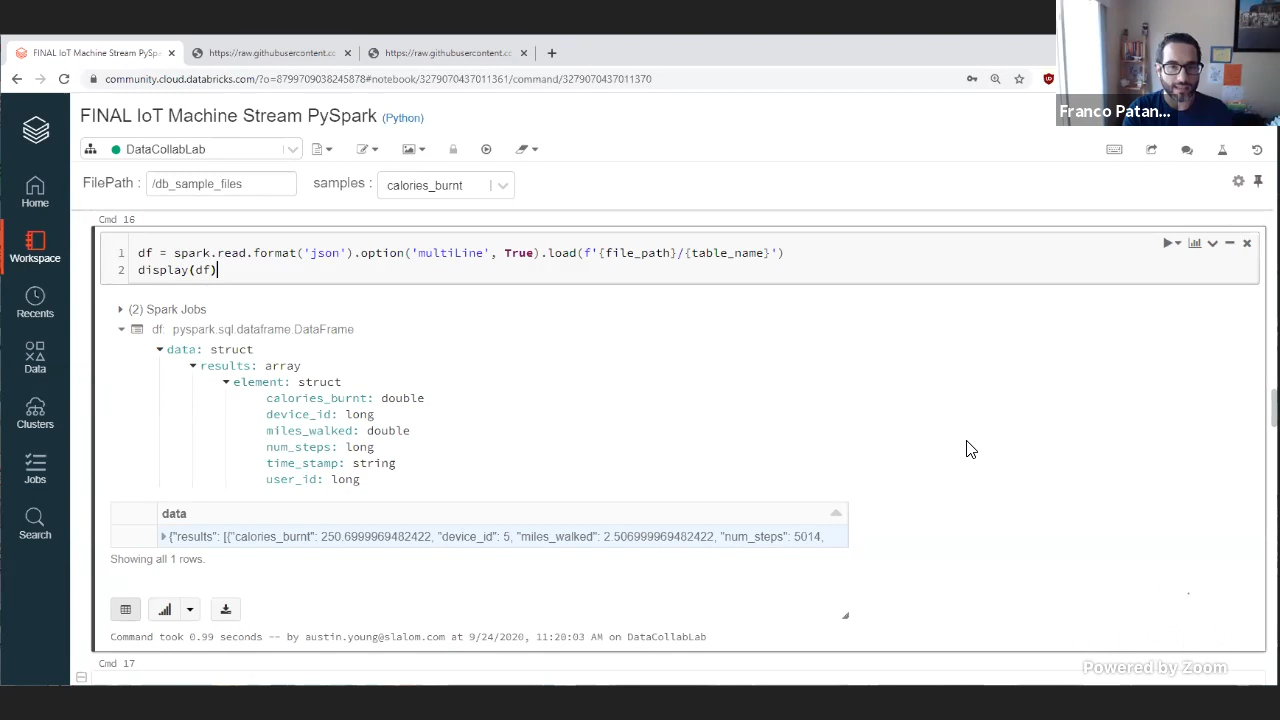 FINAL IoT Machine Stream PySpa
https://raw.githubusercontent.cc
https://raw.githubusercontent.cc
community.cloud.databricks.com/?o=8799709038245878#notebook/3279070437011361/command/3279070437011370
Franco Patan...
FINAL IoT Machine Stream PySpark (Python)
DataCollabLab
FilePath : /db_sample_files samples : calories_burnt
Home
Workspace
Recents
Data
Clusters
Jobs
Search
Cmd 16
1 df = spark.read.format('json').option('multiLine', True).load(f'{file_path}/{table_name}')
2 display(df)
(2) Spark Jobs
df: pyspark.sql.dataframe.DataFrame
data: struct
results: array
element: struct
calories_burnt: double
device_id: long
miles_walked: double
num_steps: long
time_stamp: string
user_id: long
data
{"results": [{"calories_burnt": 250.6999969482422, "device_id": 5, "miles_walked": 2.506999969482422, "num_steps": 5014,
Showing all 1 rows.
Command took 0.99 seconds -- by austin.young@slalom.com at 9/24/2020, 11:20:03 AM on DataCollabLab
Cmd 17
Powered by Zoom